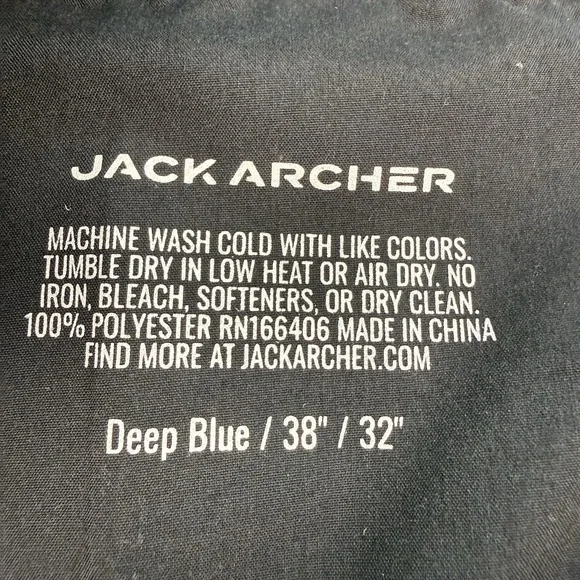 JACK ARCHER
MACHINE WASH COLD WITH LIKE COLORS.
TUMBLE DRY IN LOW HEAT OR AIR DRY. NO
IRON, BLEACH, SOFTENERS, OR DRY CLEAN.
100% POLYESTER RN166406 MADE IN CHINA
FIND MORE AT JACKARCHER.COM
Deep Blue / 38" / 32"